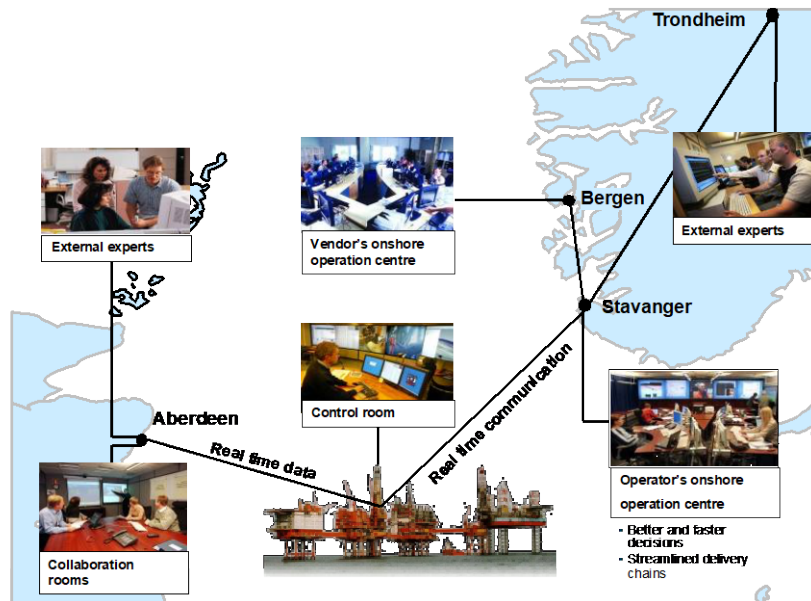 Trondheim
External experts
Bergen
External experts
Vendor's onshore
operation centre
Stavanger
Control room
Real time communication
Aberdeen
Real time data
Operator's onshore
operation centre
- Better and faster
decisions
- Streamlined delivery
chains
Collaboration
rooms